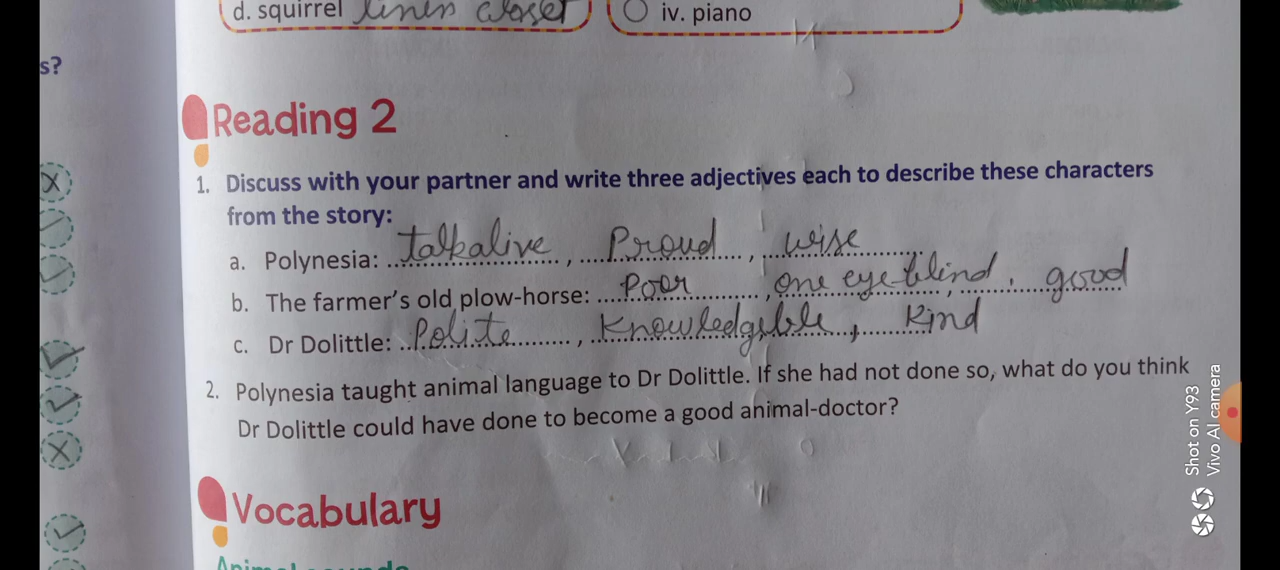 d. squirrel linen closet
iv. piano
s?
Reading 2
1. Discuss with your partner and write three adjectives each to describe these characters
from the story:
a. Polynesia: talkalive, Proud, wise
b. The farmer's old plow-horse: Poor, one eye blind, good
c. Dr Dolittle: Polite, Knowledgible, Kind
2. Polynesia taught animal language to Dr Dolittle. If she had not done so, what do you think
Dr Dolittle could have done to become a good animal-doctor?
Vocabulary
Animal sounds
Shot on Y93
Vivo AI camera